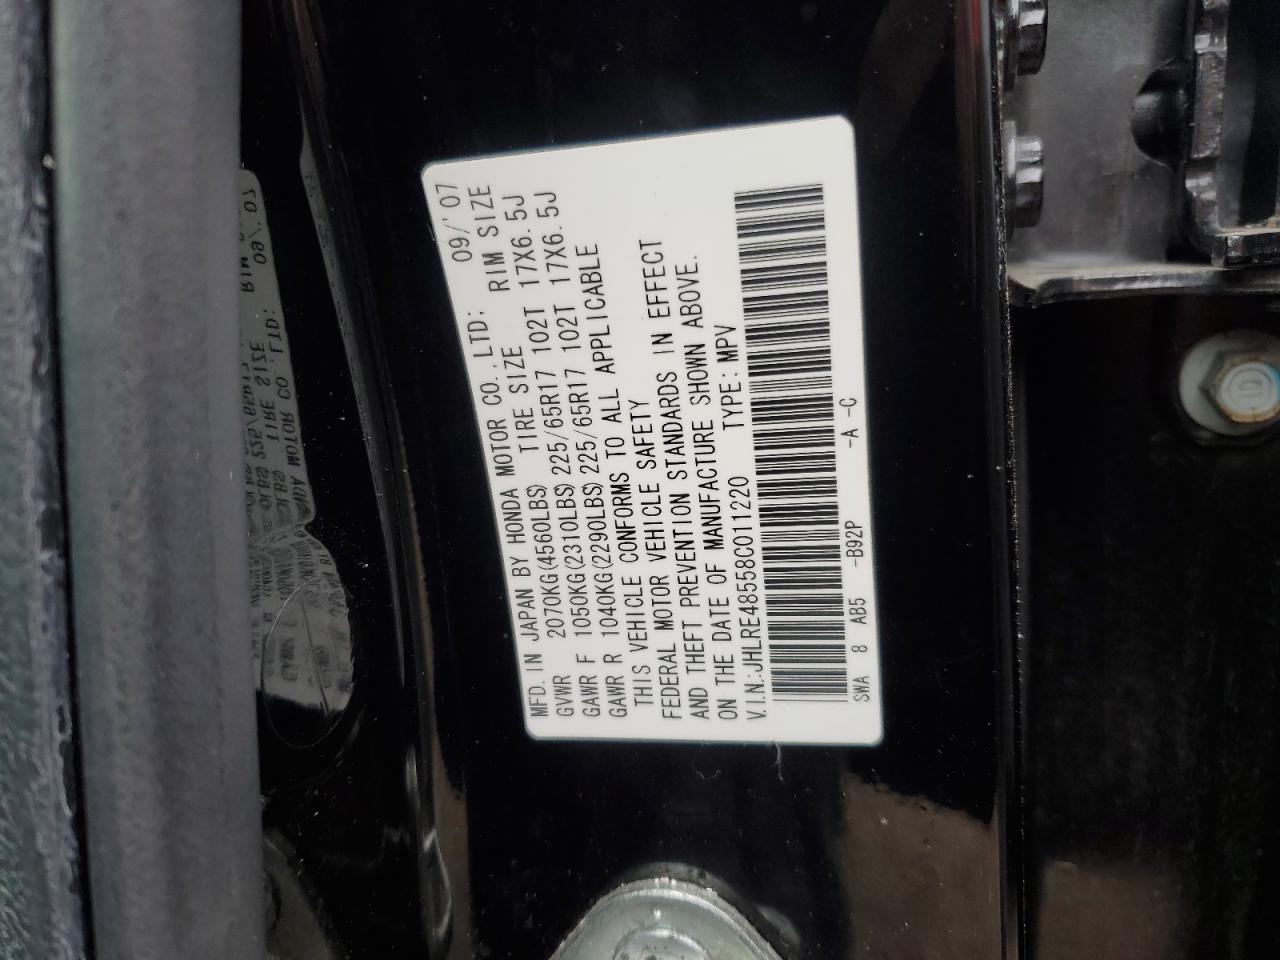 MFD. IN JAPAN BY HONDA MOTOR CO., LTD: 09/'07
GVWR 2070KG(4560LBS) TIRE SIZE RIM SIZE
GAWR F 1050KG(2310LBS) 225/65R17 102T 17X6.5J
GAWR R 1040KG(2290LBS) 225/65R17 102T 17X6.5J
THIS VEHICLE CONFORMS TO ALL APPLICABLE
FEDERAL MOTOR VEHICLE SAFETY
AND THEFT PREVENTION STANDARDS IN EFFECT
ON THE DATE OF MANUFACTURE SHOWN ABOVE.
V.I.N.:JHLRE48558C011220 TYPE:MPV
SWA 8 AB5 -B92P -A -C